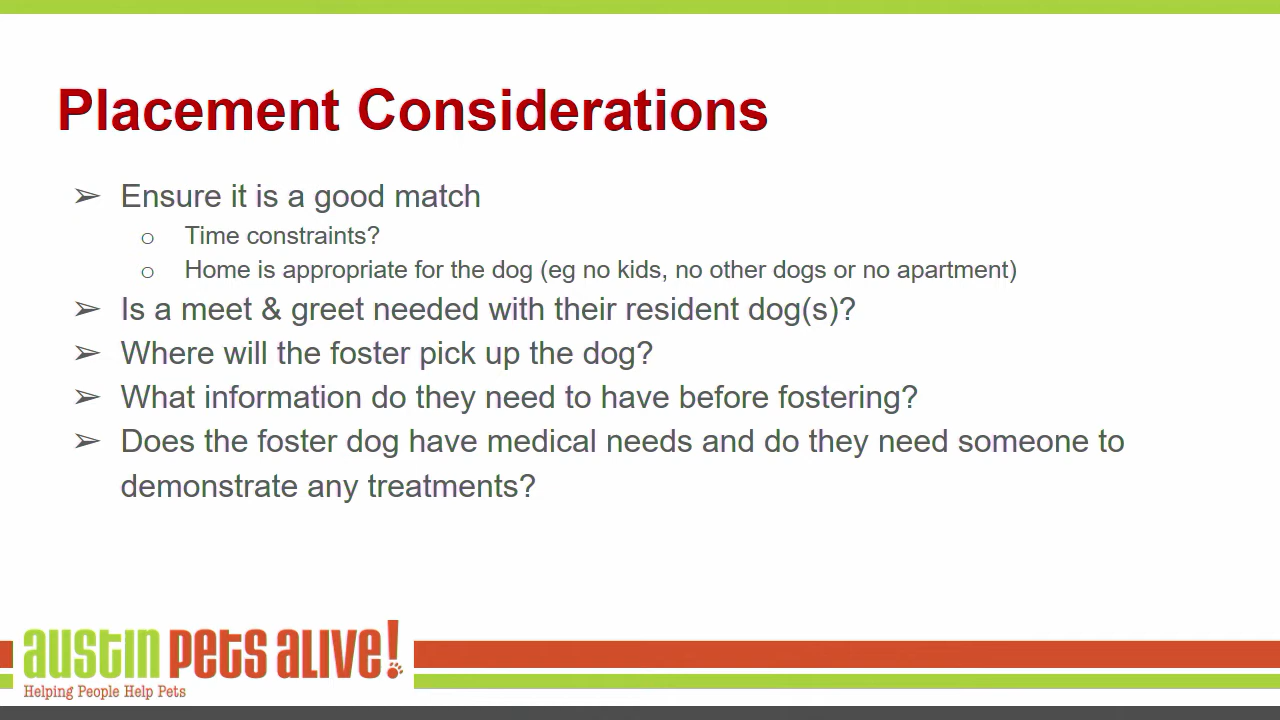 Placement Considerations
➢ Ensure it is a good match
○ Time constraints?
○ Home is appropriate for the dog (eg no kids, no other dogs or no apartment)
➢ Is a meet & greet needed with their resident dog(s)?
➢ Where will the foster pick up the dog?
➢ What information do they need to have before fostering?
➢ Does the foster dog have medical needs and do they need someone to
demonstrate any treatments?
austin pets alive!
Helping People Help Pets